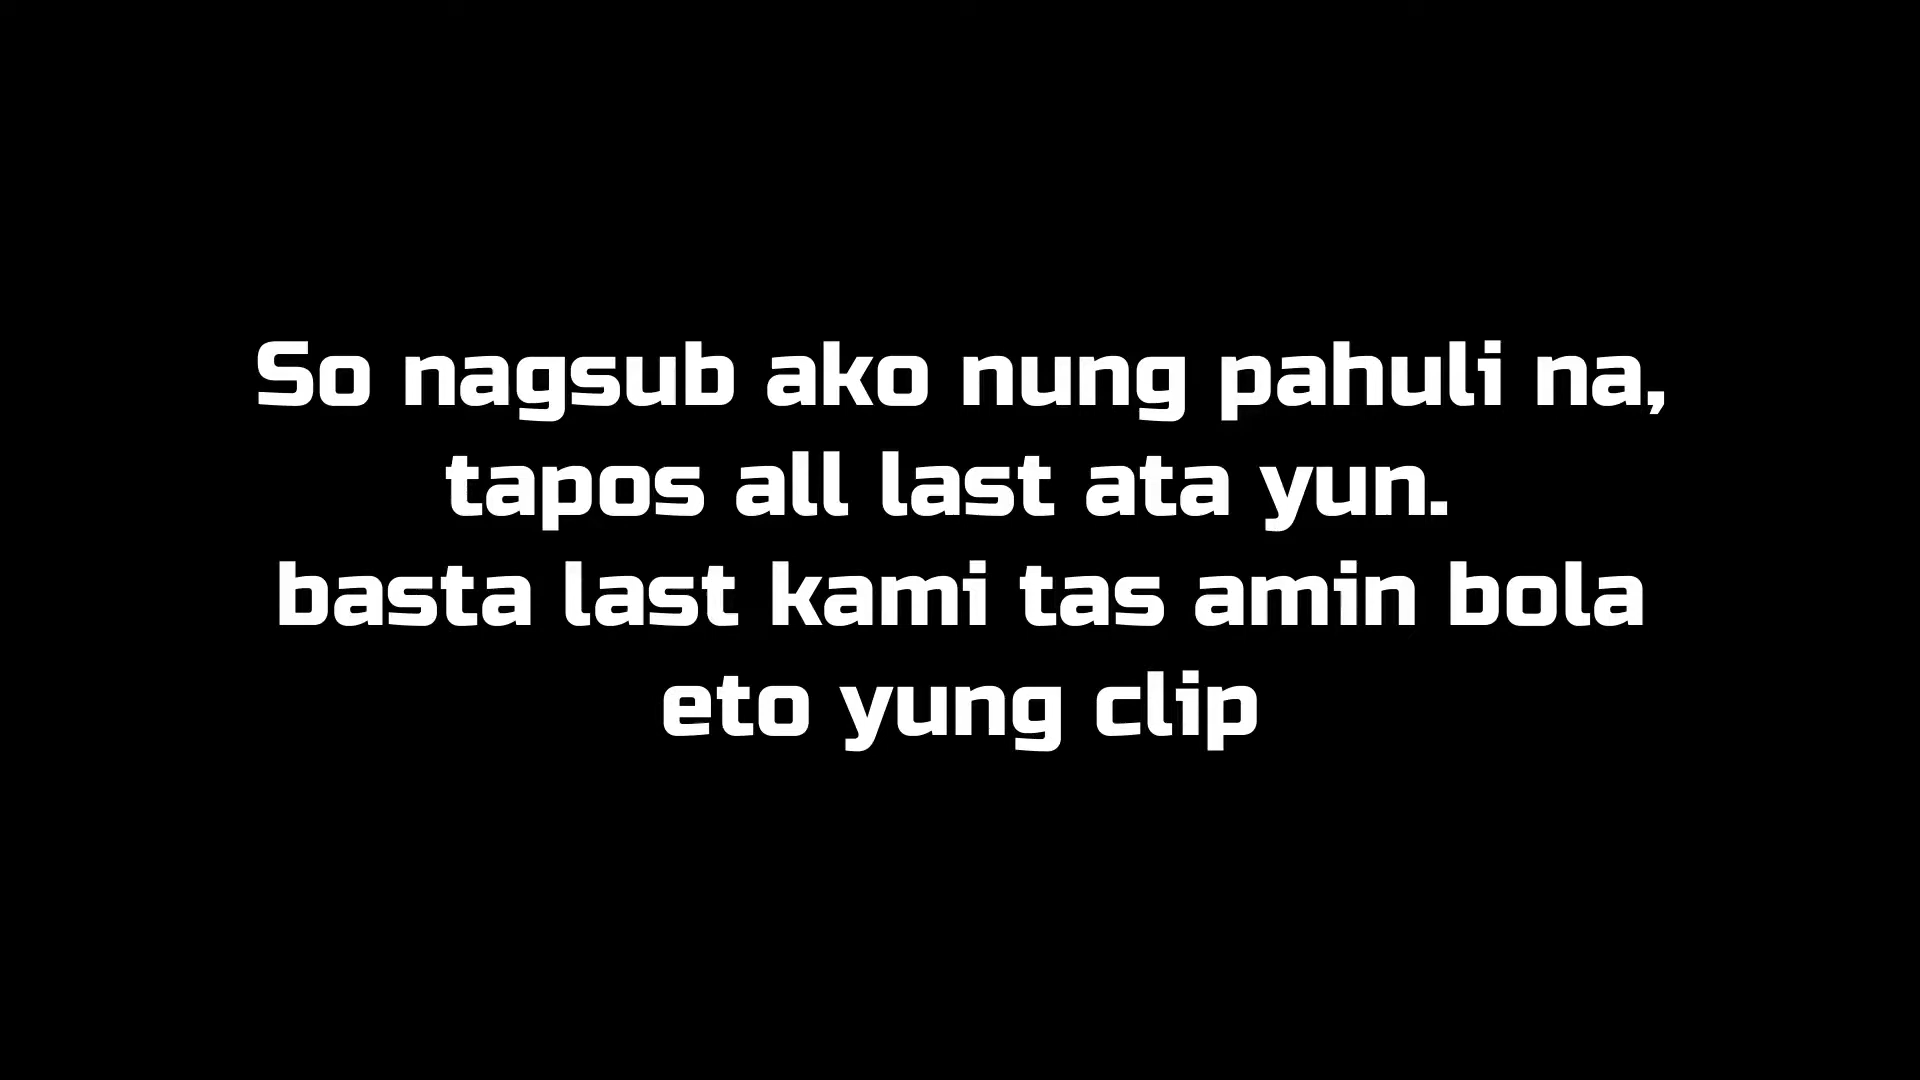 So nagsub ako nung pahuli na,
tapos all last ata yun.
basta last kami tas amin bola
eto yung clip